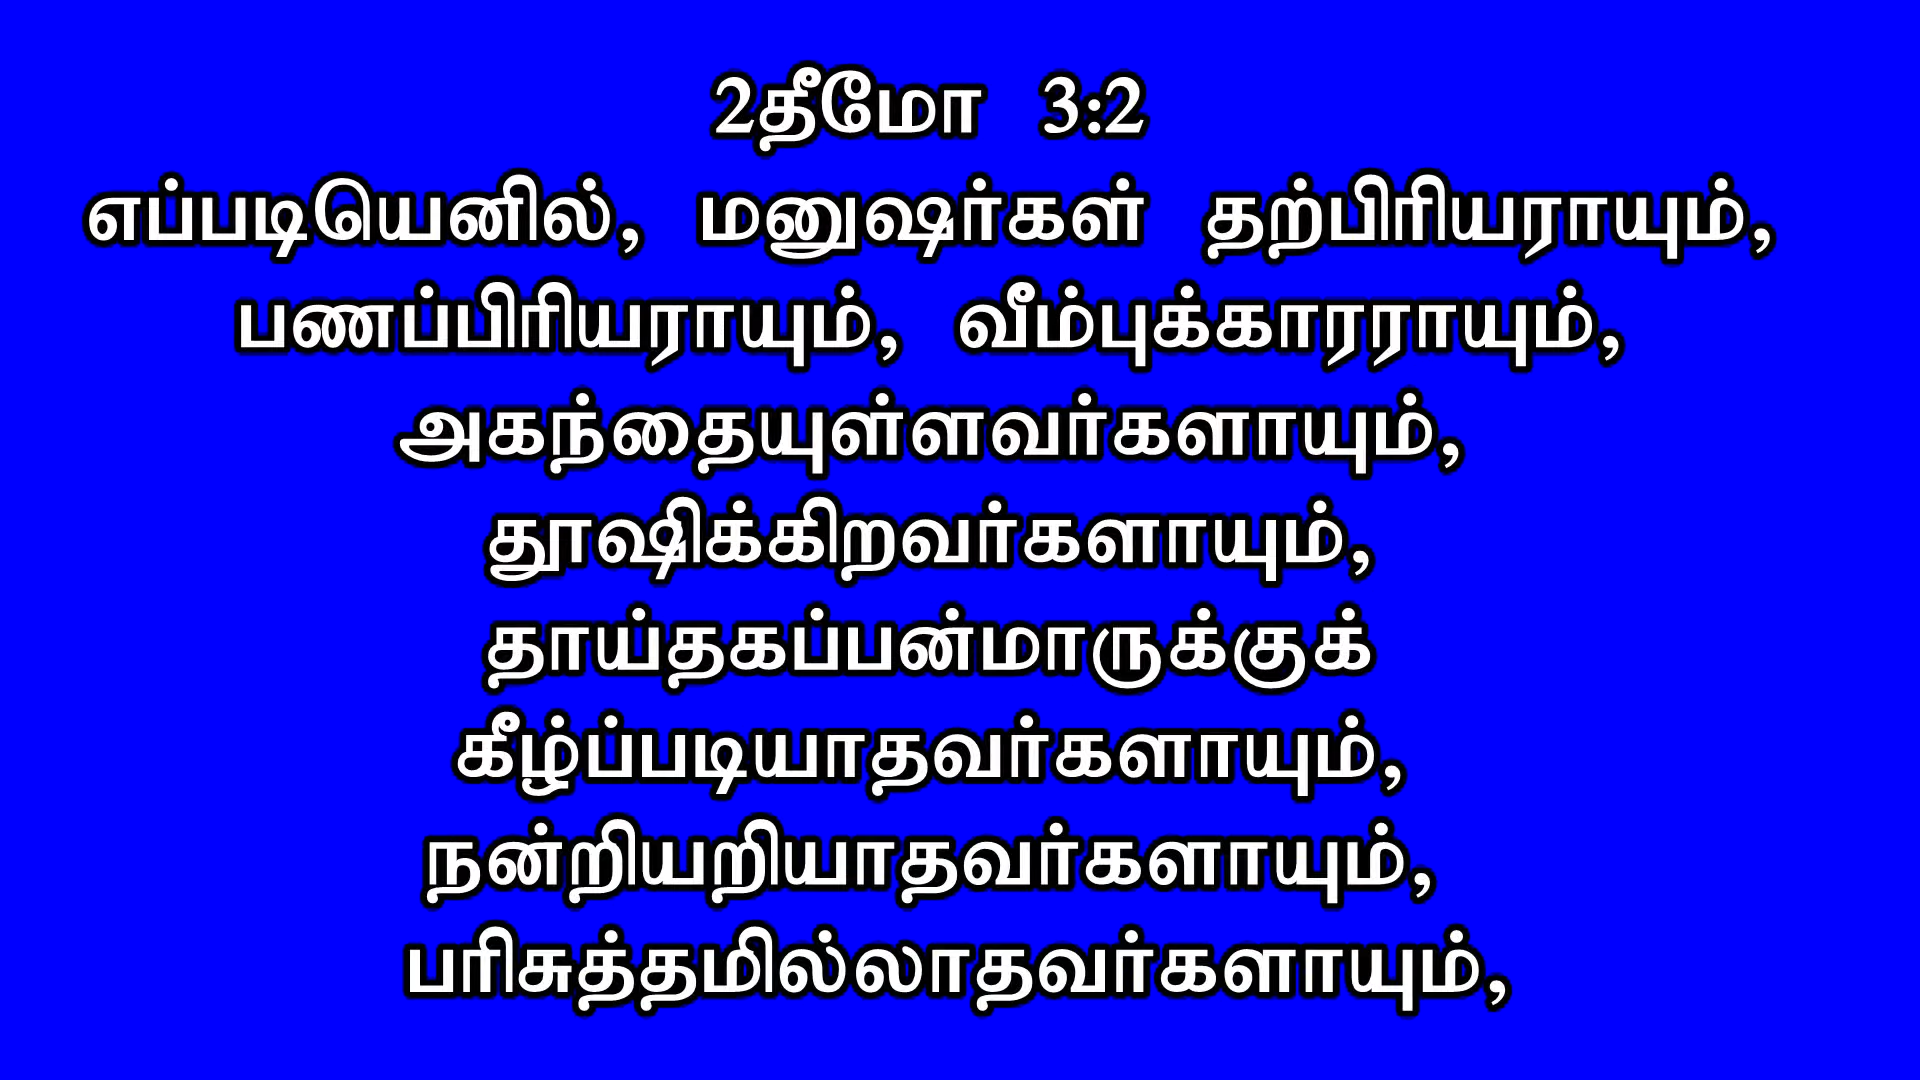 2தீமோ 3:2
எப்படியெனில், மனுஷர்கள் தற்பிரியராயும்,
பணப்பிரியராயும், வீம்புக்காரராயும்,
அகந்தையுள்ளவர்களாயும்,
தூஷிக்கிறவர்களாயும்,
தாய்தகப்பன்மாருக்குக்
கீழ்ப்படியாதவர்களாயும்,
நன்றியறியாதவர்களாயும்,
பரிசுத்தமில்லாதவர்களாயும்,